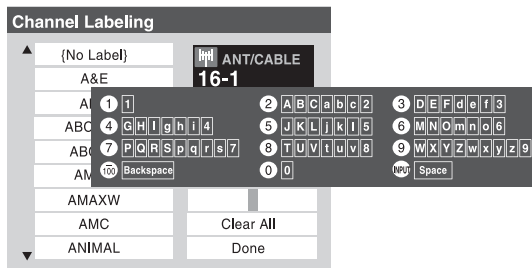 Channel Labeling
{No Label}
ANT/CABLE
A&E
16-1
1 1
2 A B C a b c 2
3 D E F d e f 3
ABC
4 G H I g h i 4
5 J K L j k l 5
6 M N O m n o 6
7 P Q R S p q r s 7
8 T U V t u v 8
9 W X Y Z w x y z 9
100 Backspace
0 0
INPUT Space
AMAXW
AMC
Clear All
ANIMAL
Done